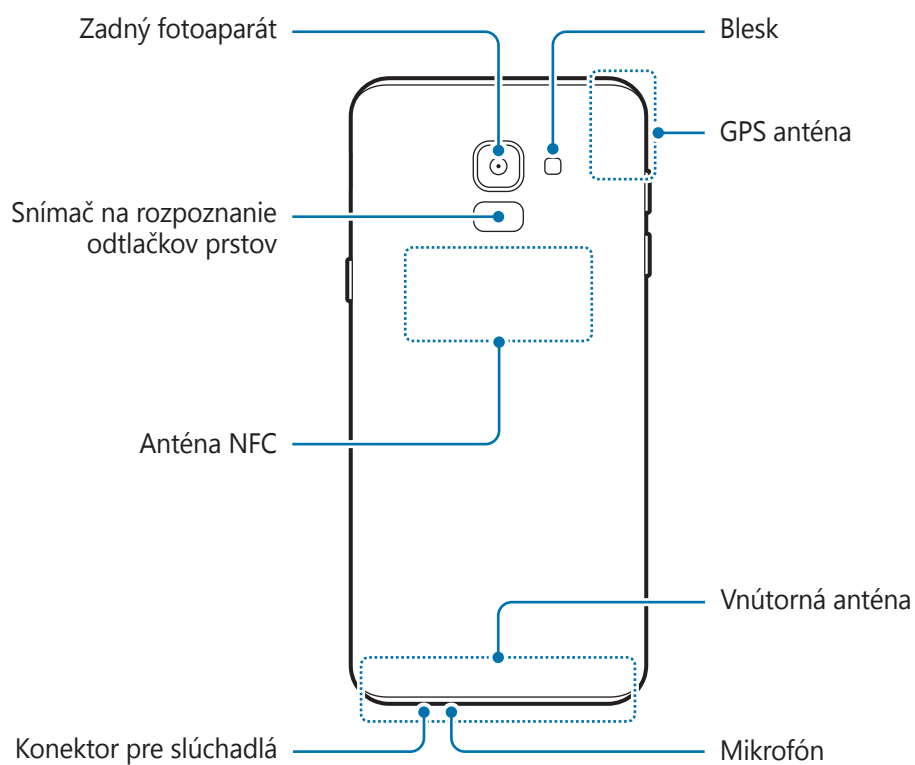 Zadný fotoaparát
Blesk
GPS anténa
Snímač na rozpoznanie
odtlačkov prstov
Anténa NFC
Vnútorná anténa
Konektor pre slúchadlá
Mikrofón